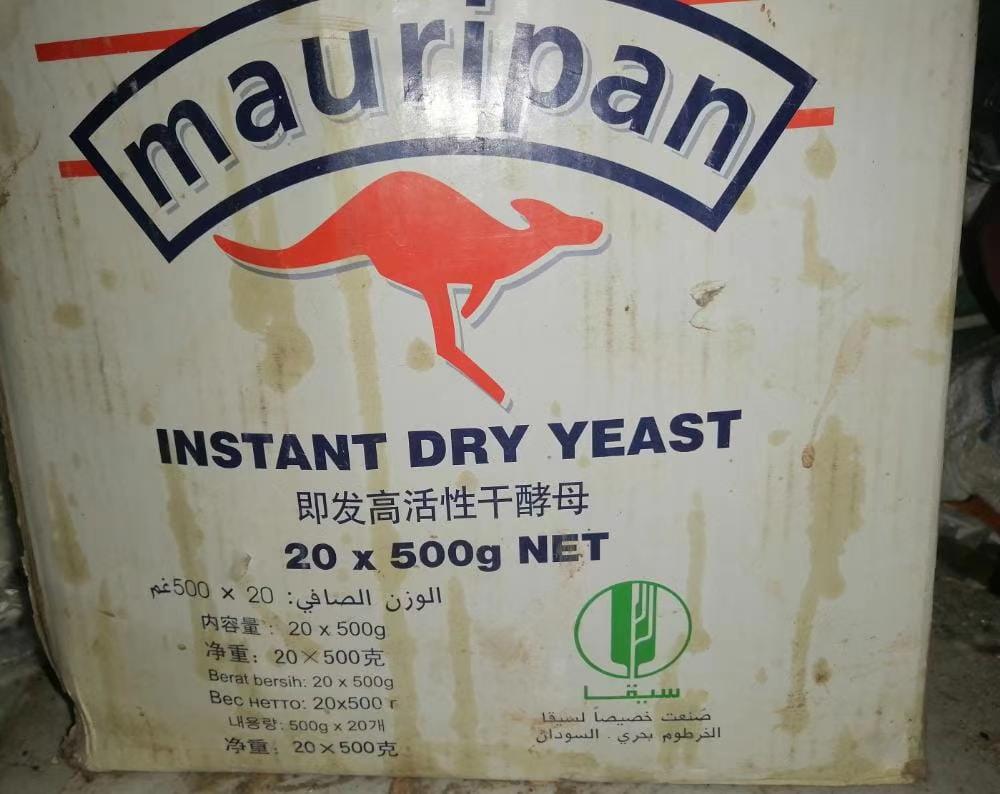 mauripan
INSTANT DRY YEAST
即发高活性干酵母
20 x 500g NET
الوزن الصافي: 20 × 500غم
内容量: 20 x 500g
净重: 20×500克
Berat bersih: 20 x 500g
Вес нетто: 20x500 г
내용량: 500g x 20개
净重: 20×500克
سيقا
صنعت خصيصاً لسيقا
الخرطوم بحري . السودان